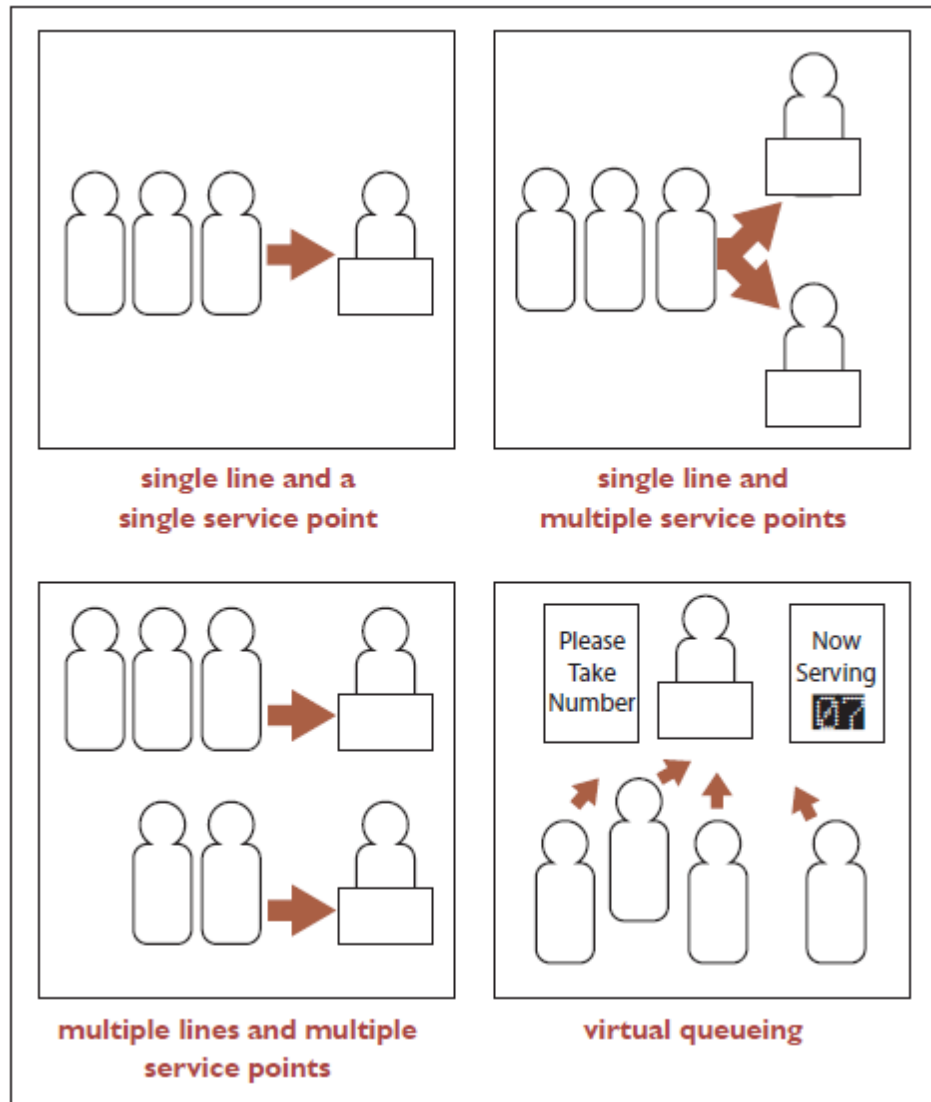 single line and a
single service point
single line and
multiple service points
Please
Take
Number
Now
Serving
07
multiple lines and multiple
service points
virtual queueing